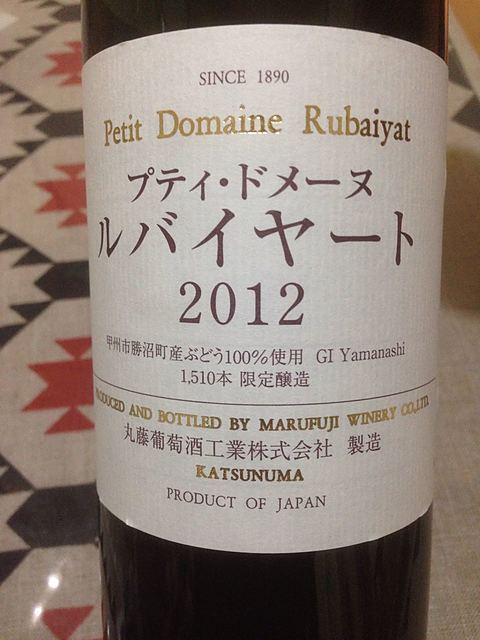 SINCE 1890
Petit Domaine Rubaiyat
プティ・ドメーヌ
ルバイヤート
2012
甲州市勝沼町産ぶどう100%使用 GI Yamanashi
1,510本 限定醸造
PRODUCED AND BOTTLED BY MARUFUJI WINERY CO.,Ltd.
丸藤葡萄酒工業株式会社 製造
KATSUNUMA
PRODUCT OF JAPAN